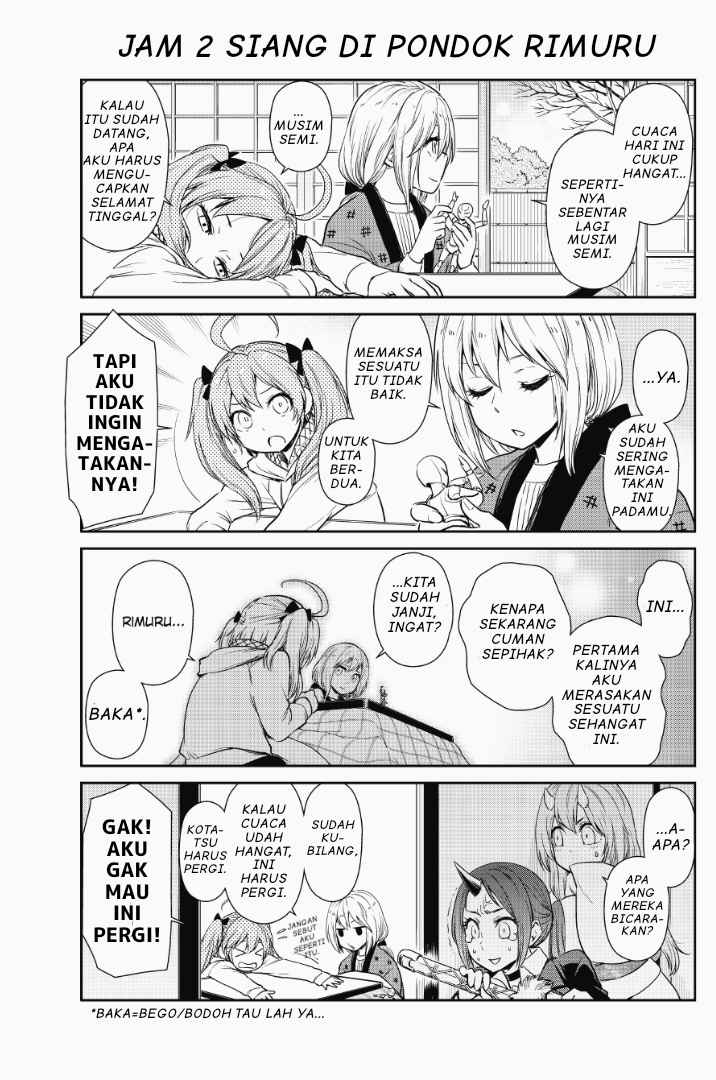 JAM 2 SIANG DI PONDOK RIMURU
CUACA
HARI INI
CUKUP
HANGAT...
SEPERTI-
NYA
SEBENTAR
LAGI
MUSIM
SEMI.
...
MUSIM
SEMI.
KALAU
ITU SUDAH
DATANG,
APA
AKU HARUS
MENGU-
CAPKAN
SELAMAT
TINGGAL?
...YA.
AKU
SUDAH
SERING
MENGA-
TAKAN
INI
PADAMU.
MEMAKSA
SESUATU
ITU TIDAK
BAIK.
UNTUK
KITA
BER-
DUA.
TAPI
AKU
TIDAK
INGIN
MENGA-
TAKAN-
NYA!
INI...
PERTAMA
KALINYA
AKU
MERASAKAN
SESUATU
SEHANGAT
INI.
KENAPA
SEKARANG
CUMAN
SEPIHAK?
...KITA
SUDAH
JANJI,
INGAT?
RIMURU...
BAKA*.
...A-
APA?
APA
YANG
MEREKA
BICARA-
KAN?
SUDAH
KU-
BILANG,
KALAU
CUACA
UDAH
HANGAT,
INI
HARUS
PERGI.
KOTA-
TSU
HARUS
PERGI.
JANGAN
SEBUT
AKU
SEPERTI
ITU.
GAK!
AKU
GAK
MAU
INI
PERGI!
*BAKA=BEGO/BODOH TAU LAH YA...